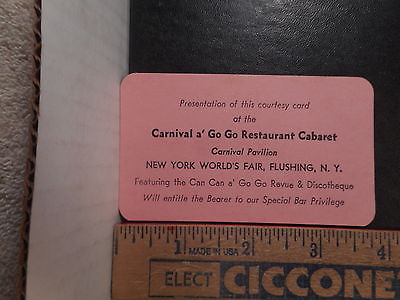 Presentation of this courtesy card
at the
Carnival a' Go Go Restaurant Cabaret
Carnival Pavilion
NEW YORK WORLD'S FAIR, FLUSHING, N. Y.
Featuring the Can Can a' Go Go Revue & Discotheque
Will entitle the Bearer to our Special Bar Privilege
1 MADE IN USA 2 3 4
ELECT CICCONE